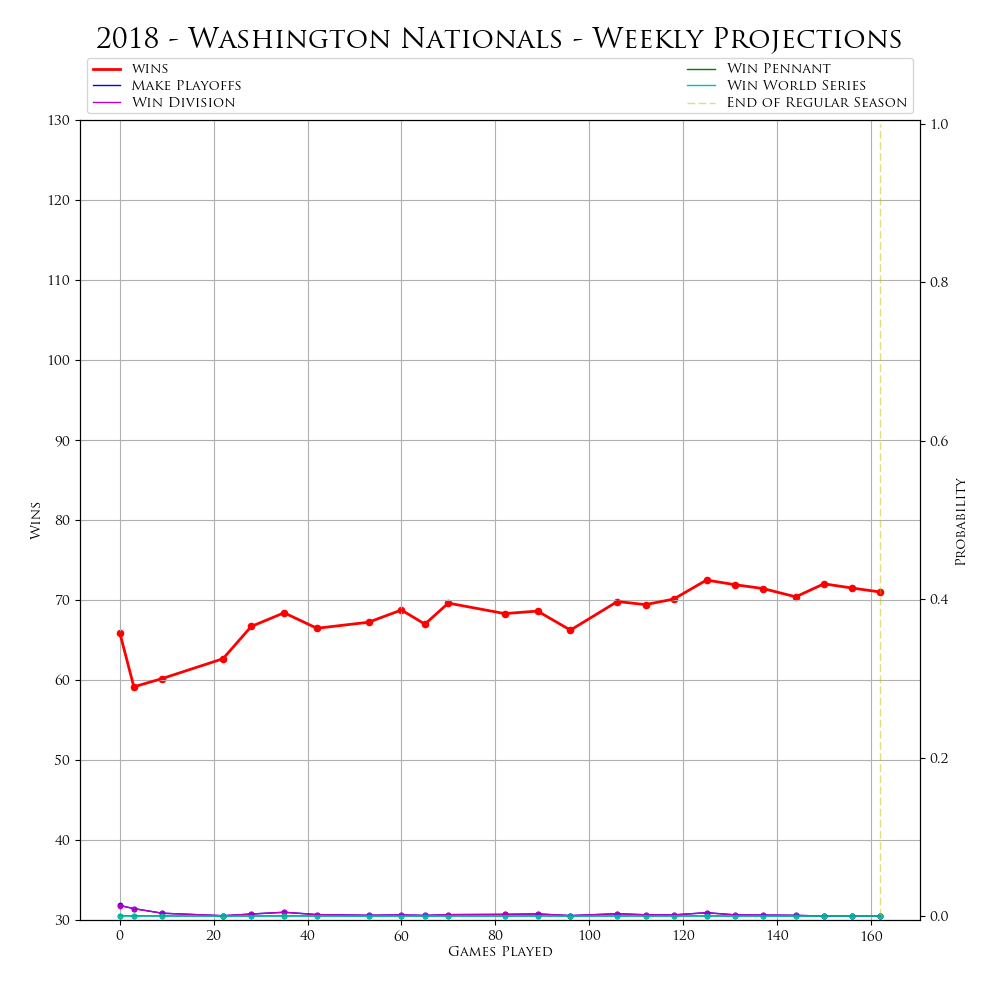 2018 - Washington Nationals - Weekly Projections
wins
Make Playoffs
Win Division
Win Pennant
Win World Series
End of Regular Season
130
120
110
100
90
80
70
60
50
40
30
Wins
1.0
0.8
0.6
0.4
0.2
0.0
Probability
0 20 40 60 80 100 120 140 160
Games Played